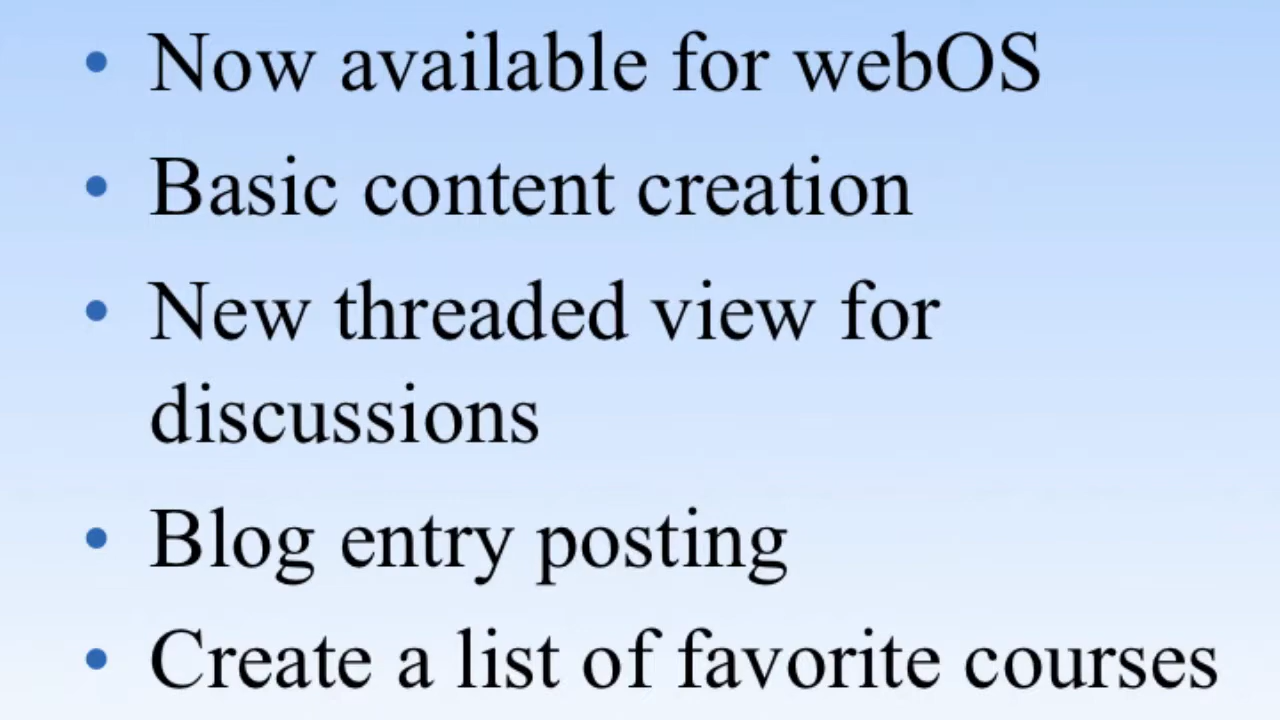 • Now available for webOS
• Basic content creation
• New threaded view for
discussions
• Blog entry posting
• Create a list of favorite courses